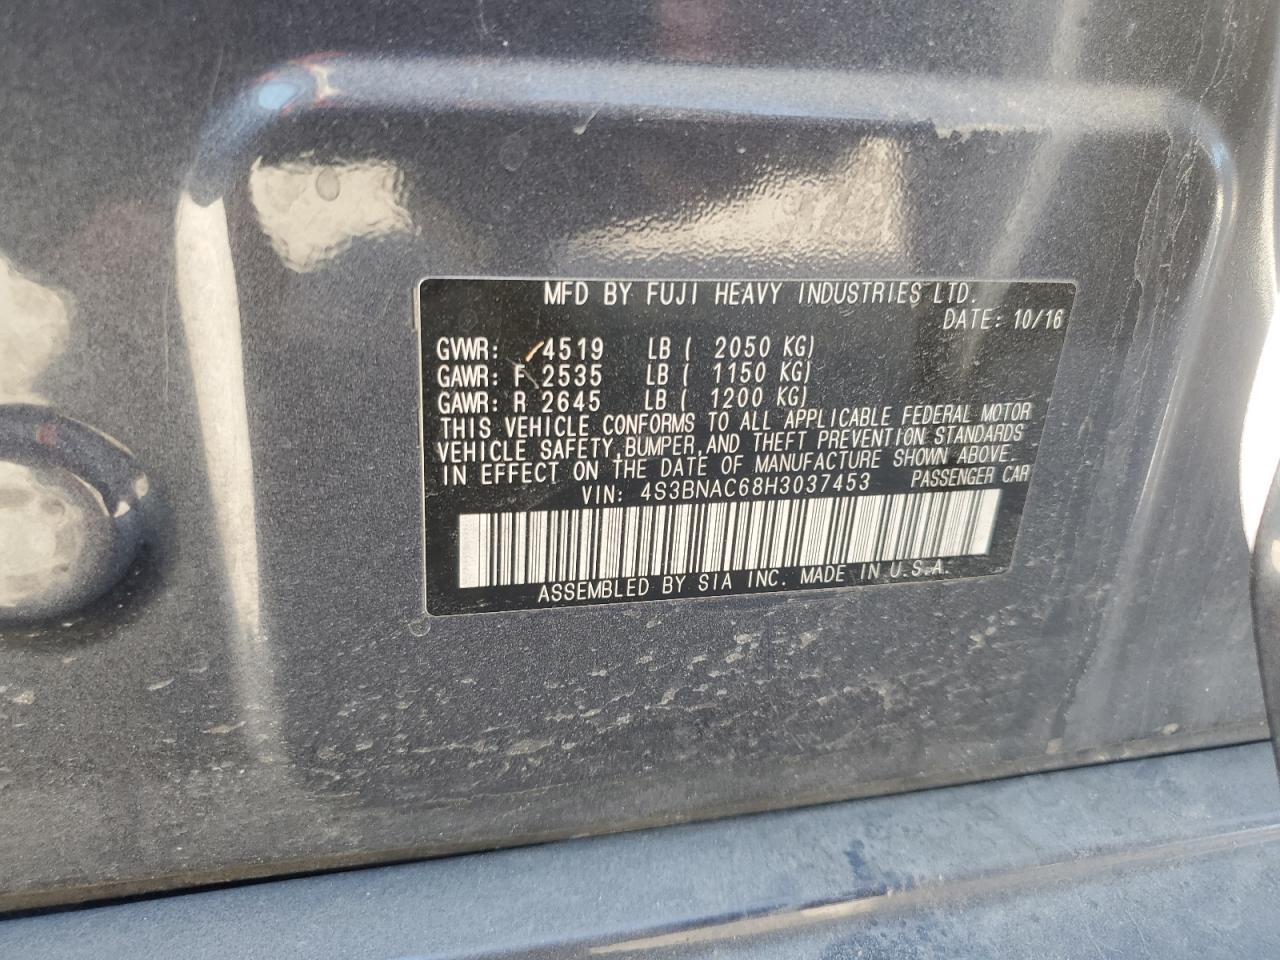 MFD BY FUJI HEAVY INDUSTRIES LTD.
DATE: 10/16
GVWR: 4519 LB ( 2050 KG)
GAWR: F 2535 LB ( 1150 KG)
GAWR: R 2645 LB ( 1200 KG)
THIS VEHICLE CONFORMS TO ALL APPLICABLE FEDERAL MOTOR
VEHICLE SAFETY, BUMPER, AND THEFT PREVENTION STANDARDS
IN EFFECT ON THE DATE OF MANUFACTURE SHOWN ABOVE.
VIN: 4S3BNAC68H3037453 PASSENGER CAR
ASSEMBLED BY SIA INC. MADE IN U.S.A.